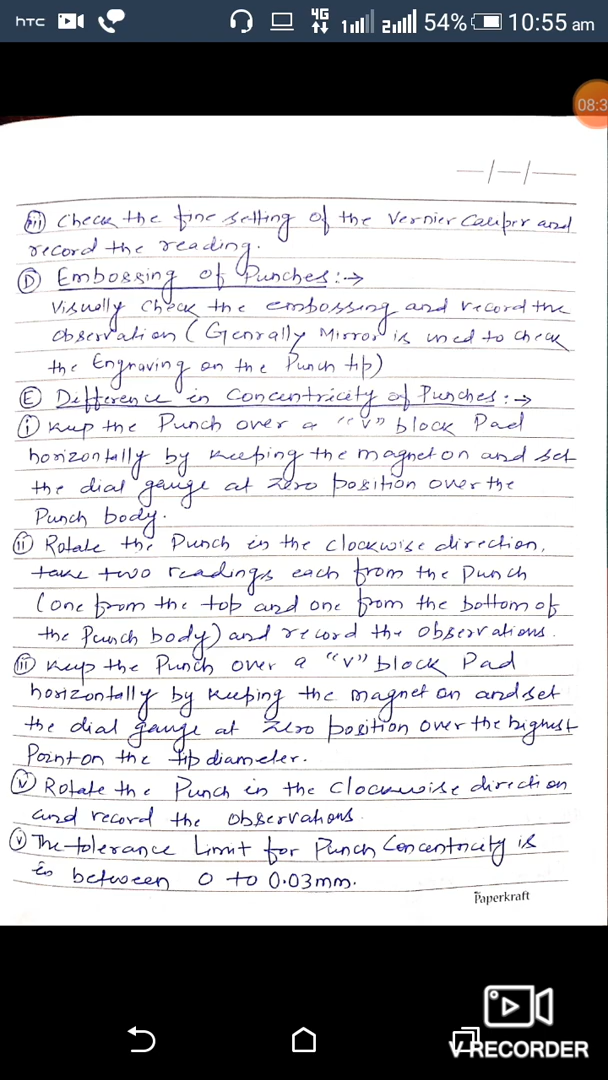 htc 4G 1 2 54% 10:55 am
08:3
—/—/—
iii) Check the fine setting of the Vernier Caliper and
record the reading.
D) Embossing of Punches:→
Visually check the embossing and record the
observation (Genrally Mirror is used to check
the Engraving on the Punch tip)
E) Difference in Concentricity of Punches:→
i) Keep the Punch over a "V" block Pad
horizontally by keeping the magnet on and set
the dial gauge at zero position over the
Punch body.
ii) Rotate the Punch in the clockwise direction,
take two readings each from the punch
(one from the top and one from the bottom of
the Punch body) and record the observations.
iii) Keep the Punch over a "V" block Pad
horizontally by keeping the magnet on and set
the dial gauge at zero position over the highest
Point on the tip diameter.
v) Rotate the Punch in the Clockwise direction
and record the observations.
v) The tolerance Limit for Punch Concentricity is
is between 0 to 0.03mm.
Paperkraft
V RECORDER